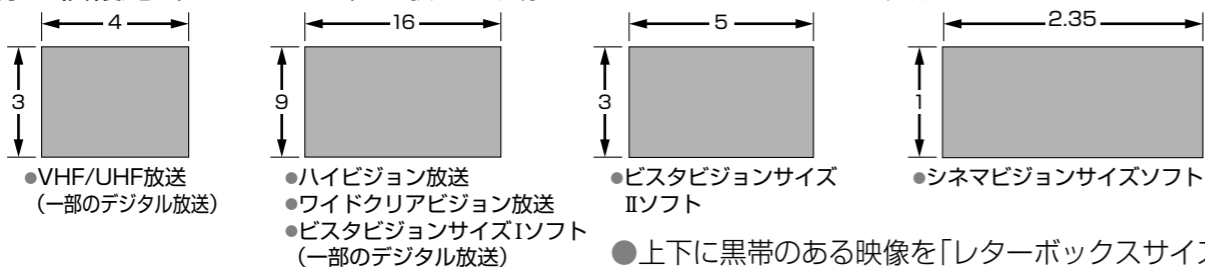 4
3
●VHF/UHF放送
（一部のデジタル放送）
16
9
●ハイビジョン放送
●ワイドクリアビジョン放送
●ビスタビジョンサイズIソフト
（一部のデジタル放送）
5
3
●ビスタビジョンサイズ
IIソフト
2.35
1
●シネマビジョンサイズソフト
●上下に黒帯のある映像を「レターボックスサイズ